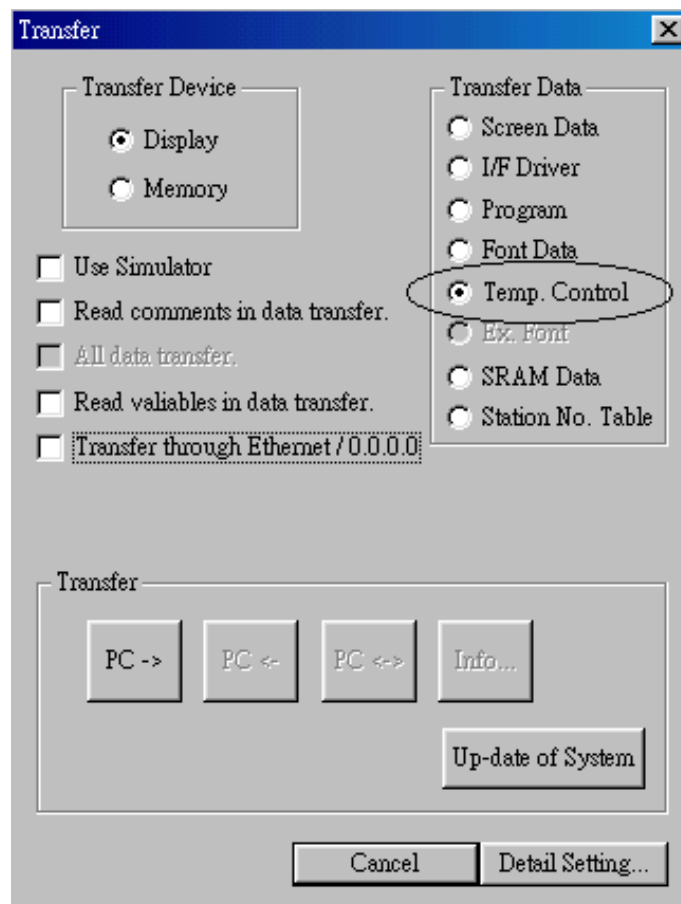 Transfer
Transfer Device
Display
Memory
Transfer Data
Screen Data
I/F Driver
Program
Font Data
Temp. Control
Ex. Font
SRAM Data
Station No. Table
Use Simulator
Read comments in data transfer.
All data transfer.
Read valiables in data transfer.
Transfer through Ethernet / 0.0.0.0
Transfer
PC ->
PC <-
PC <->
Info...
Up-date of System
Cancel
Detail Setting...